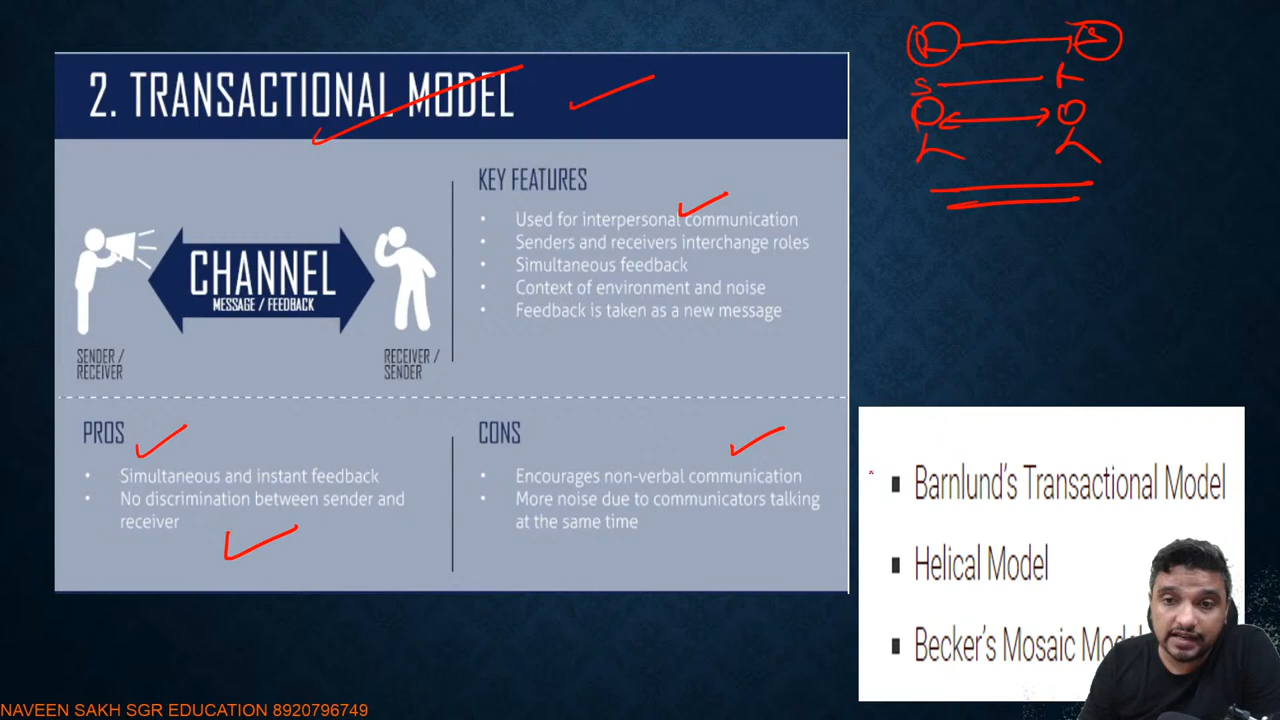 2. TRANSACTIONAL MODEL
CHANNEL
MESSAGE / FEEDBACK
SENDER /
RECEIVER
RECEIVER /
SENDER
KEY FEATURES
• Used for interpersonal communication
• Senders and receivers interchange roles
• Simultaneous feedback
• Context of environment and noise
• Feedback is taken as a new message
PROS
• Simultaneous and instant feedback
• No discrimination between sender and
receiver
CONS
• Encourages non-verbal communication
• More noise due to communicators talking
at the same time
▪ Barnlund's Transactional Model
▪ Helical Model
▪ Becker's Mosaic
NAVEEN SAKH SGR EDUCATION 8920796749